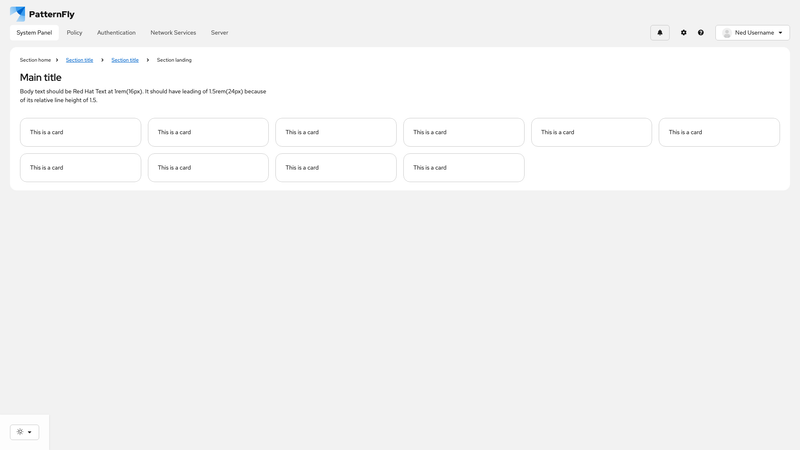 PatternFly
System Panel Policy Authentication Network Services Server Ned Username
Section home Section title Section title Section landing
Main title
Body text should be Red Hat Text at 1rem(16px). It should have leading of 1.5rem(24px) because
of its relative line height of 1.5.
This is a card This is a card This is a card This is a card This is a card This is a card
This is a card This is a card This is a card This is a card